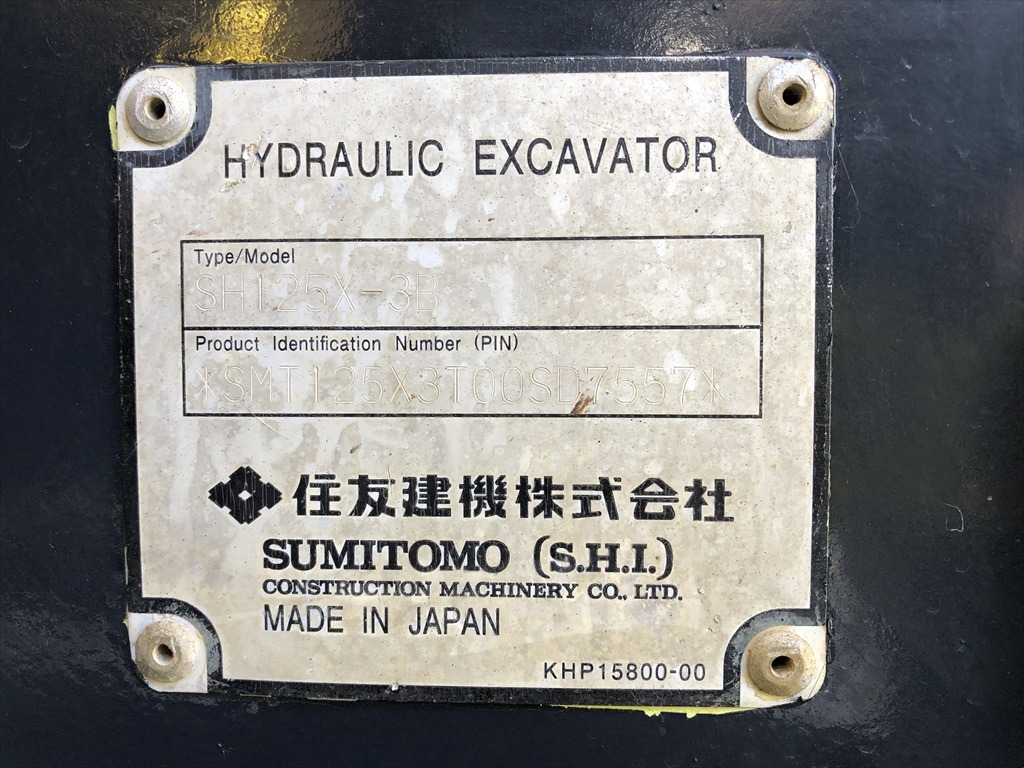 HYDRAULIC EXCAVATOR
Type/Model
SH125X-3B
Product Identification Number (PIN)
*SMT125X3T00SD7557*
住友建機株式会社
SUMITOMO (S.H.I.)
CONSTRUCTION MACHINERY CO., LTD.
MADE IN JAPAN
KHP15800-00